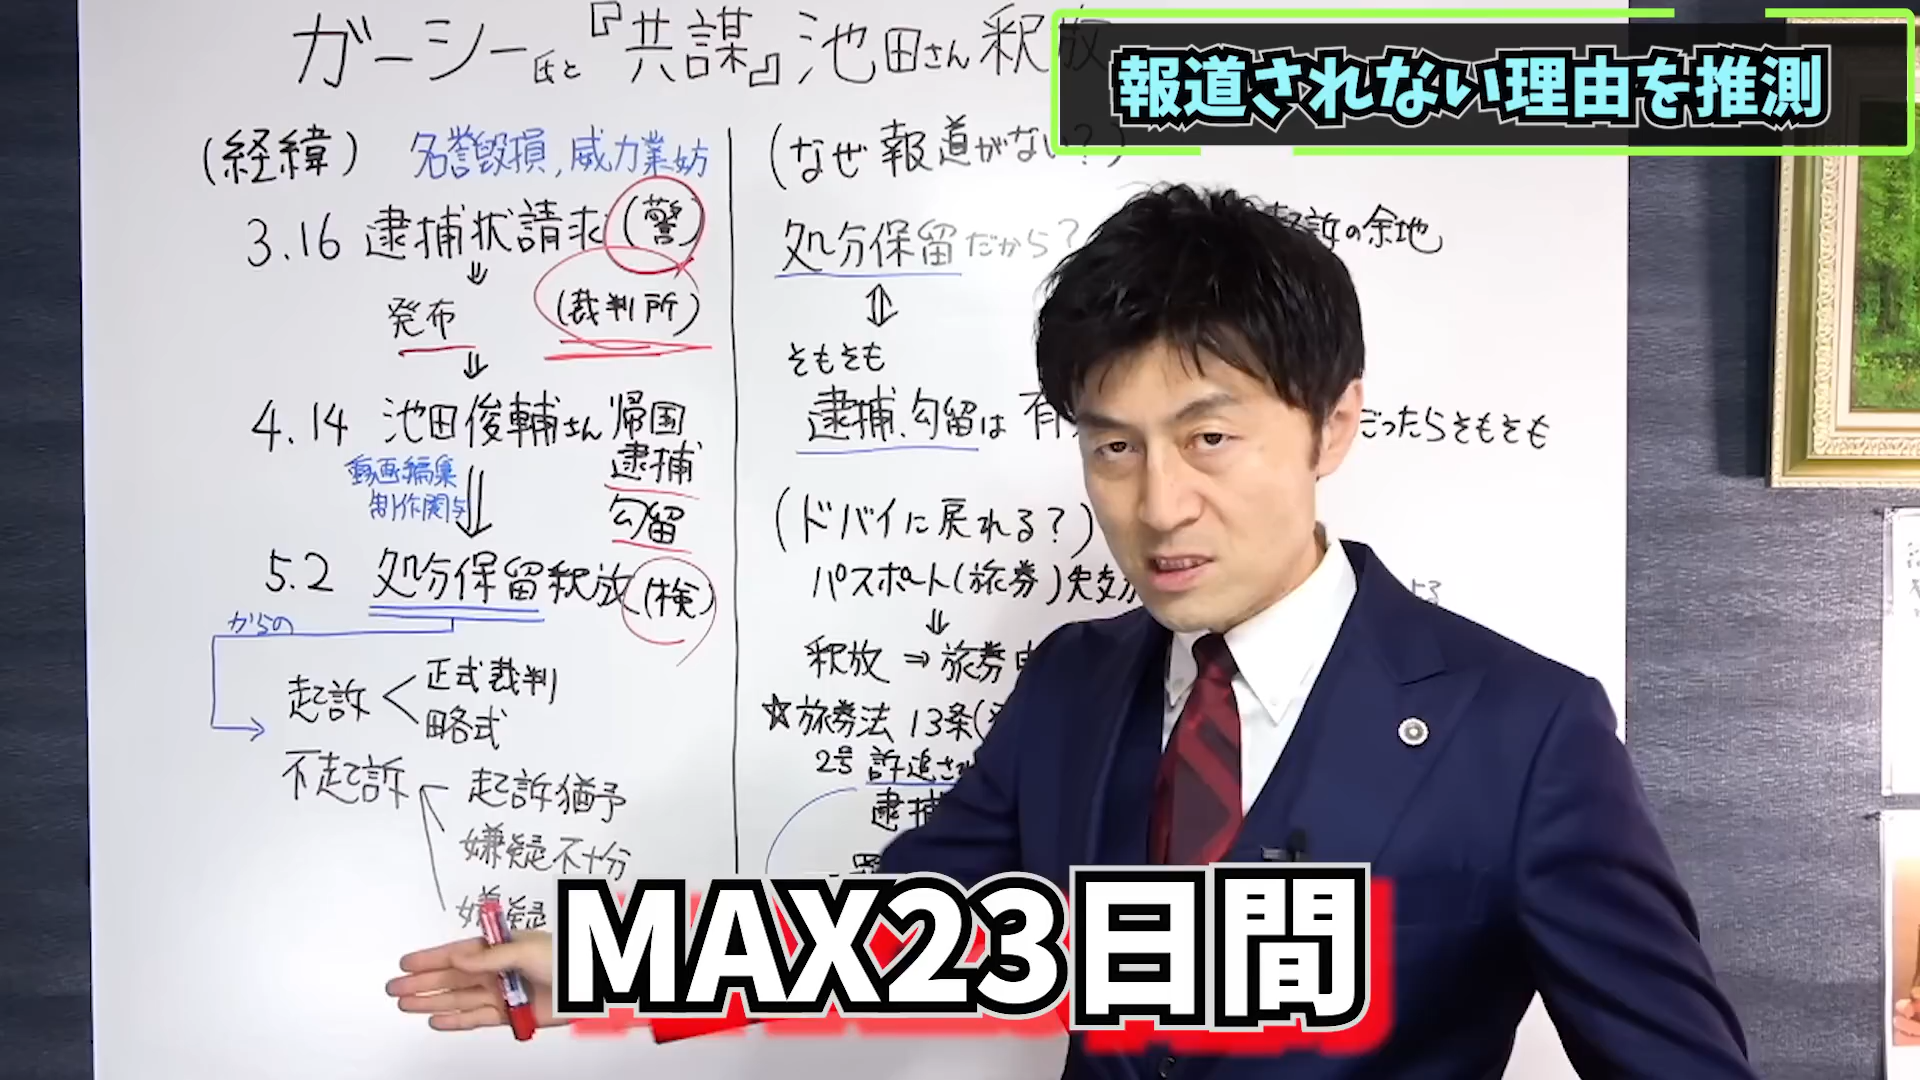 ガーシー氏と『共謀』池田さん釈放
報道されない理由を推測
(経緯) 名誉毀損,威力業妨
3.16 逮捕状請求(警)
発布 (裁判所)
4.14 池田俊輔さん帰国
逮捕
動画編集
制作関与
勾留
5.2 処分保留釈放(検)
からの
起訴 正式裁判
略式
不起訴 起訴猶予
嫌疑不十分
嫌疑
(なぜ報道がない?)
処分保留だから? 起訴の余地
そもそも
逮捕、勾留は 有 だったらそもそも
(ドバイに戻れる?)
パスポート(旅券)失効
釈放⇒旅券
☆旅券法 13条(
2号 訴追され
逮捕
MAX23日間